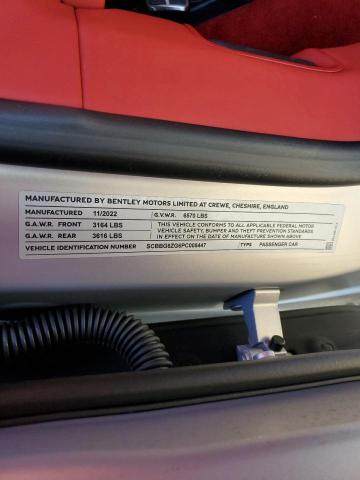 MANUFACTURED BY BENTLEY MOTORS LIMITED AT CREWE, CHESHIRE, ENGLAND
MANUFACTURED 11/2022 G.V.W.R. 6570 LBS
G.A.W.R. FRONT 3164 LBS
G.A.W.R. REAR 3616 LBS
THIS VEHICLE CONFORMS TO ALL APPLICABLE FEDERAL MOTOR
VEHICLE SAFETY, BUMPER AND THEFT PREVENTION STANDARDS
IN EFFECT ON THE DATE OF MANUFACTURE SHOWN ABOVE
VEHICLE IDENTIFICATION NUMBER TYPE PASSENGER CAR